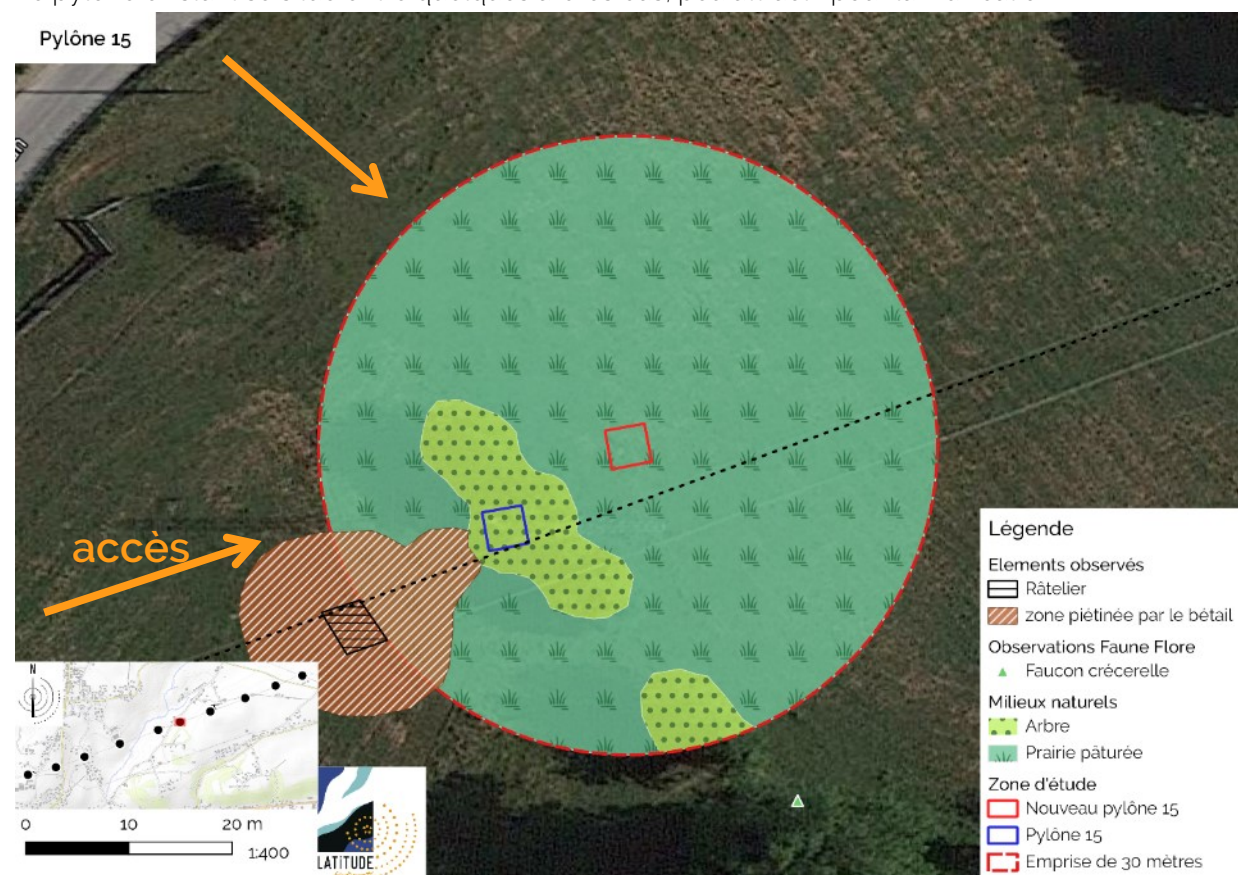 Pylône 15
accès
Légende
Elements observés
Râtelier
zone piétinée par le bétail
Observations Faune Flore
Faucon crécerelle
Milieux naturels
Arbre
Prairie pâturée
Zone d'étude
Nouveau pylône 15
Pylône 15
Emprise de 30 mètres
N
0 10 20 m
1:400
LATITUDE